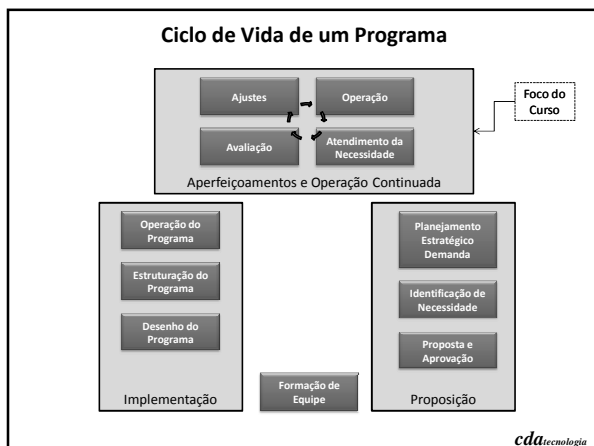 Ciclo de Vida de um Programa
Ajustes
Operação
Avaliação
Atendimento da
Necessidade
Aperfeiçoamentos e Operação Continuada
Foco do
Curso
Operação do
Programa
Estruturação do
Programa
Desenho do
Programa
Implementação
Formação de
Equipe
Planejamento
Estratégico
Demanda
Identificação de
Necessidade
Proposta e
Aprovação
Proposição
cda tecnologia